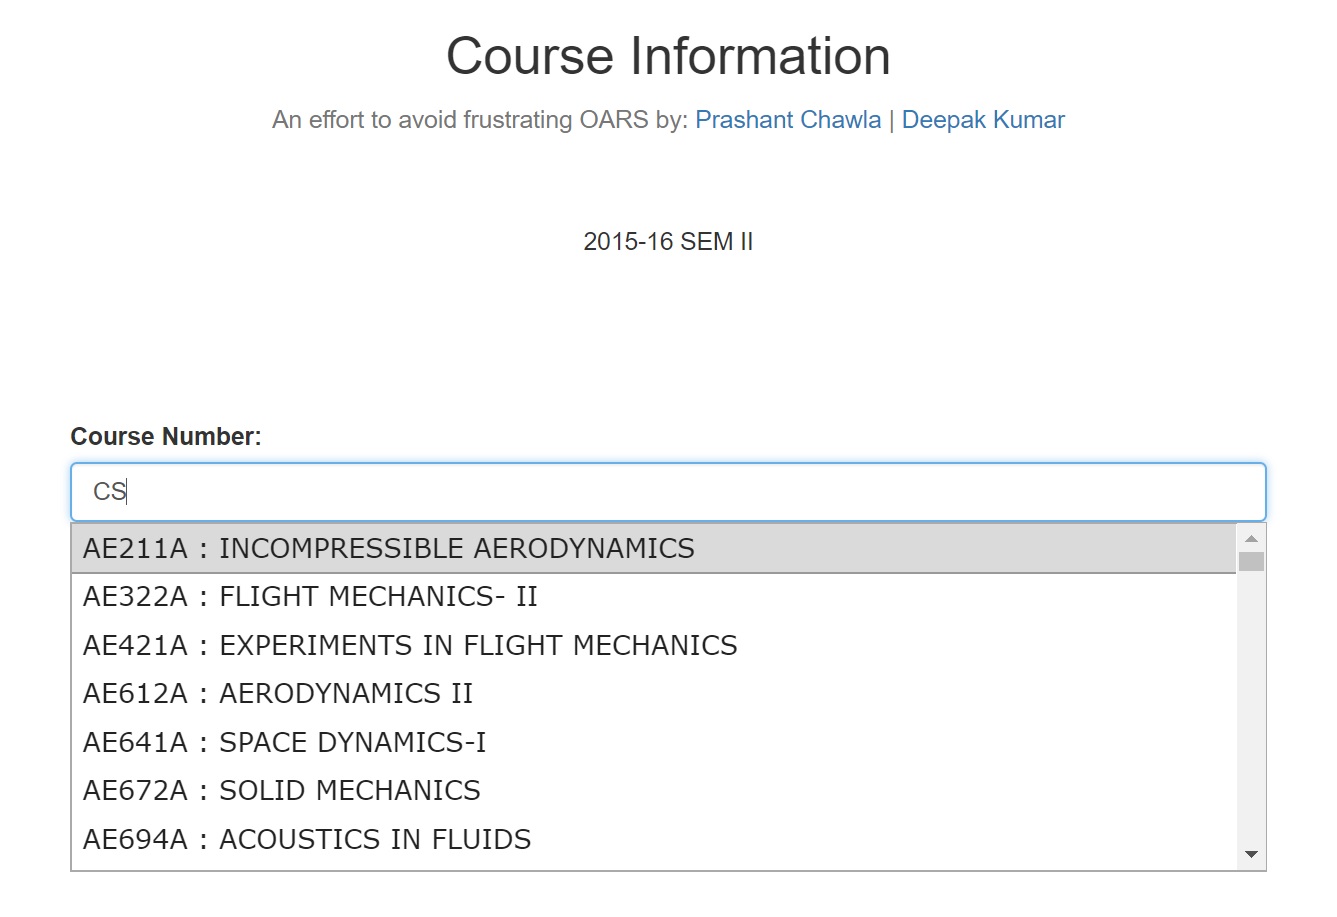 Course Information
An effort to avoid frustrating OARS by: Prashant Chawla | Deepak Kumar
2015-16 SEM II
Course Number:
CS
AE211A : INCOMPRESSIBLE AERODYNAMICS
AE322A : FLIGHT MECHANICS- II
AE421A : EXPERIMENTS IN FLIGHT MECHANICS
AE612A : AERODYNAMICS II
AE641A : SPACE DYNAMICS-I
AE672A : SOLID MECHANICS
AE694A : ACOUSTICS IN FLUIDS